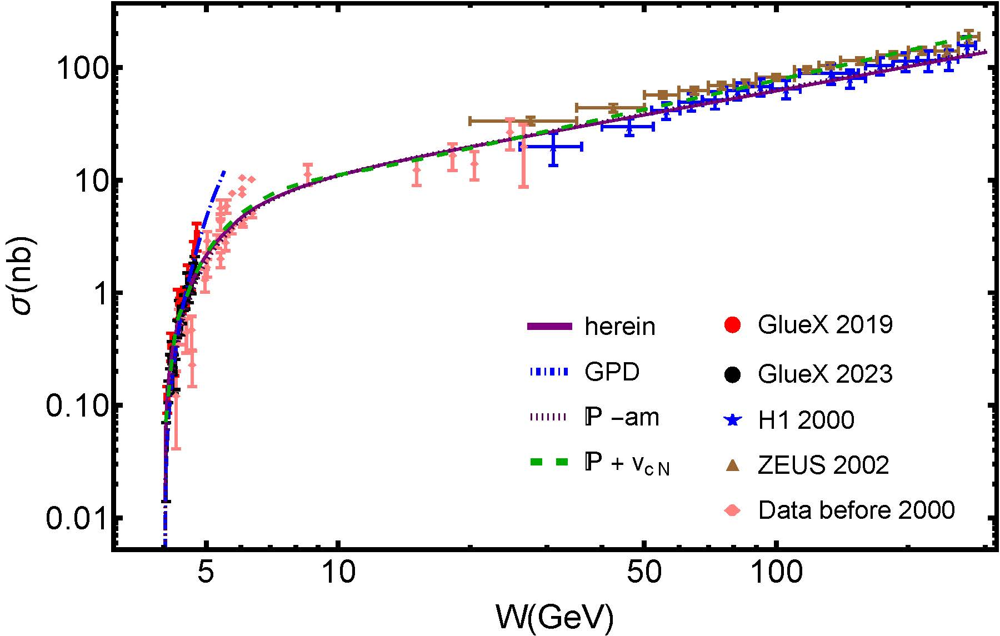 100
10
1
0.10
0.01
σ(nb)
5
10
50
100
W(GeV)
herein
GPD
ℙ −am
ℙ + v_{c N}
GlueX 2019
GlueX 2023
H1 2000
ZEUS 2002
Data before 2000